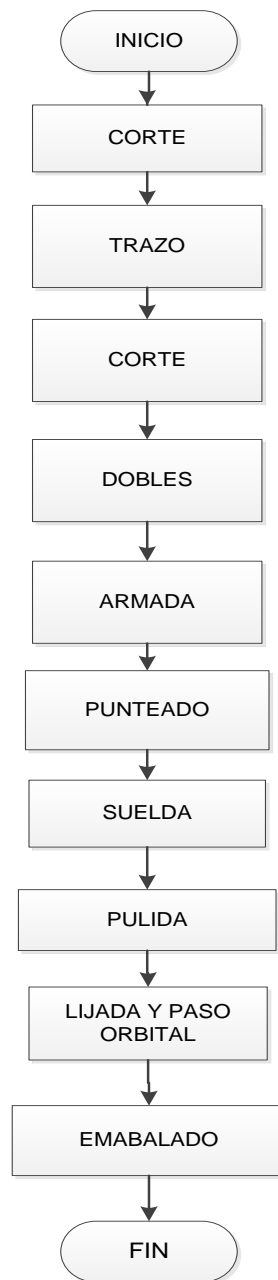 INICIO
CORTE
TRAZO
CORTE
DOBLES
ARMADA
PUNTEADO
SUELDA
PULIDA
LIJADA Y PASO
ORBITAL
EMABALADO
FIN